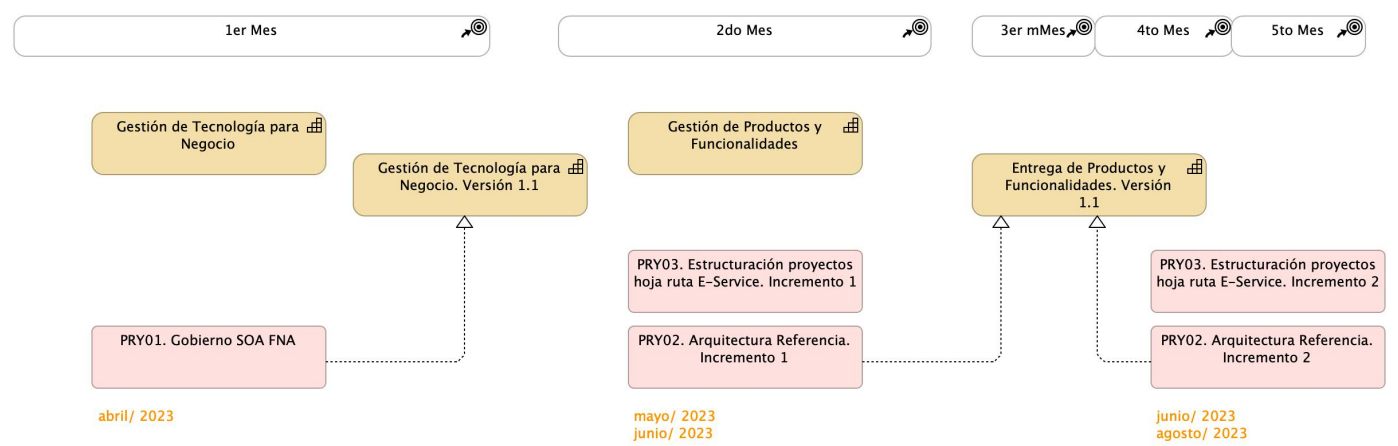 1er Mes
2do Mes
3er mMes
4to Mes
5to Mes
Gestión de Tecnología para
Negocio
Gestión de Tecnología para
Negocio. Versión 1.1
Gestión de Productos y
Funcionalidades
Entrega de Productos y
Funcionalidades. Versión
1.1
PRY03. Estructuración proyectos
hoja ruta E-Service. Incremento 1
PRY03. Estructuración proyectos
hoja ruta E-Service. Incremento 2
PRY01. Gobierno SOA FNA
PRY02. Arquitectura Referencia.
Incremento 1
PRY02. Arquitectura Referencia.
Incremento 2
abril/ 2023
mayo/ 2023
junio/ 2023
junio/ 2023
agosto/ 2023